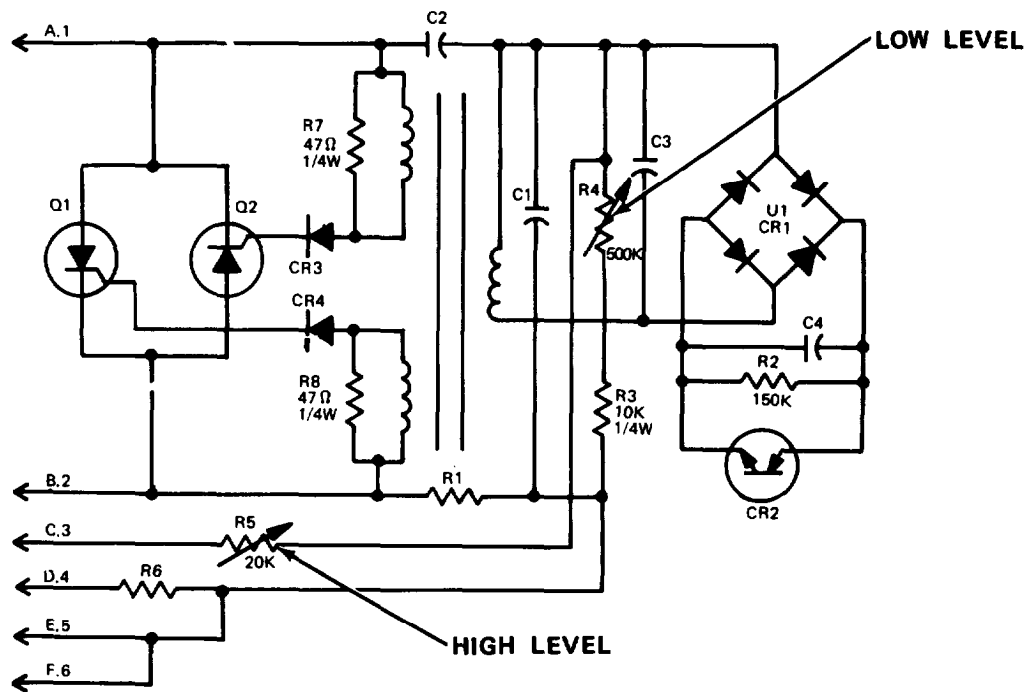 A.1
C2
LOW LEVEL
R7
47Ω
1/4W
C3
Q1
Q2
C1
R4
U1
CR1
500K
CR3
CR4
C4
R8
47Ω
1/4W
R2
150K
R3
10K
1/4W
B.2
R1
CR2
C.3
R5
20K
D.4
R6
E.5
HIGH LEVEL
F.6